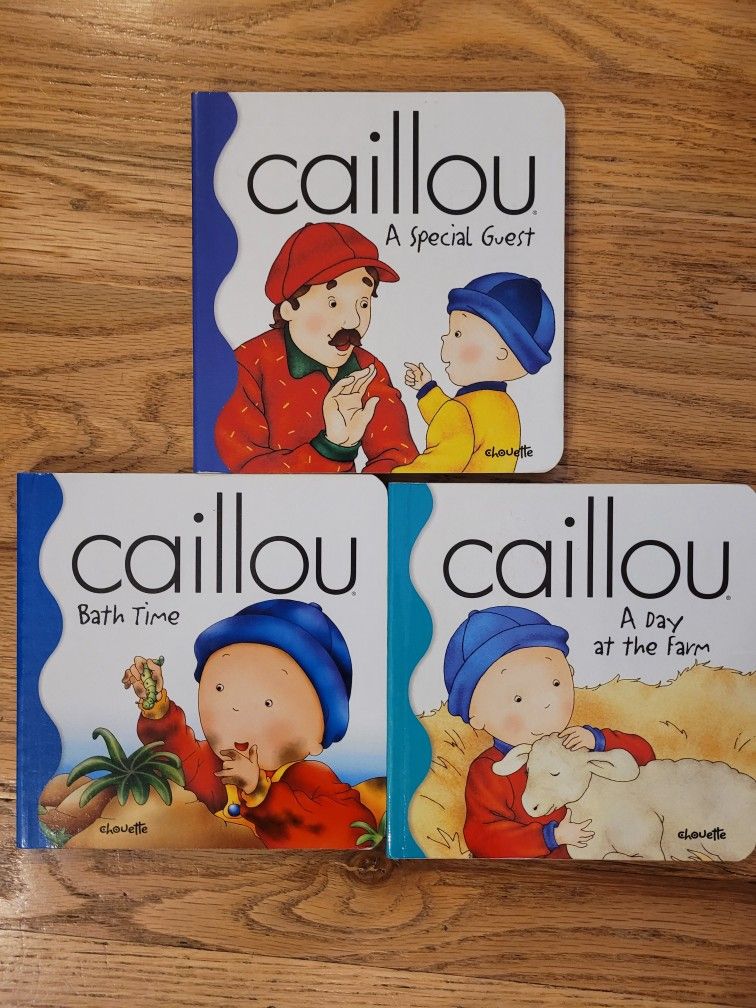 caillou®
A Special Guest
chouette
caillou®
Bath Time
chouette
caillou®
A Day
at the Farm
chouette